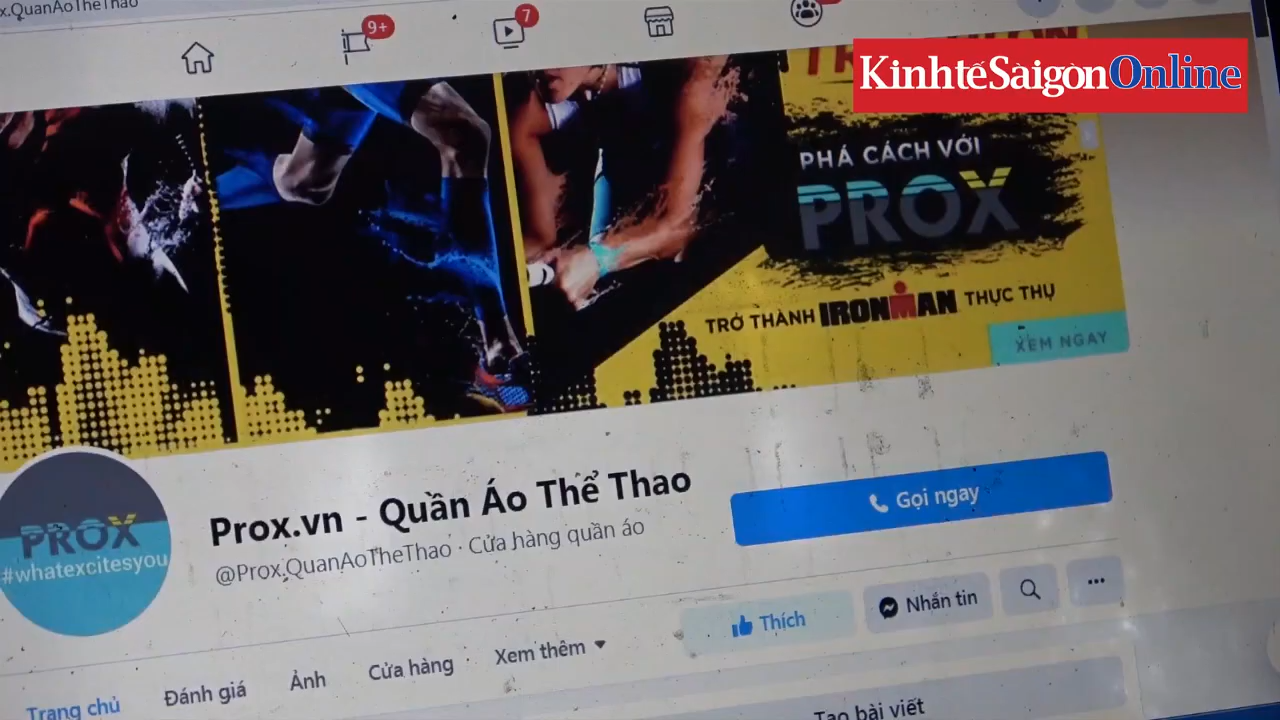 x.QuanAoTheThao
9+
7
KinhtếSàigònOnline
PHÁ CÁCH VỚI
PROX
TRỞ THÀNH IRONMAN THỰC THỤ
XEM NGAY
PROX
#whatexcitesyou
Prox.vn - Quần Áo Thể Thao
@Prox.QuanAoTheThao · Cửa hàng quần áo
Gọi ngay
Thích
Nhắn tin
Trang chủ
Đánh giá
Ảnh
Cửa hàng
Xem thêm
Tạo bài viết